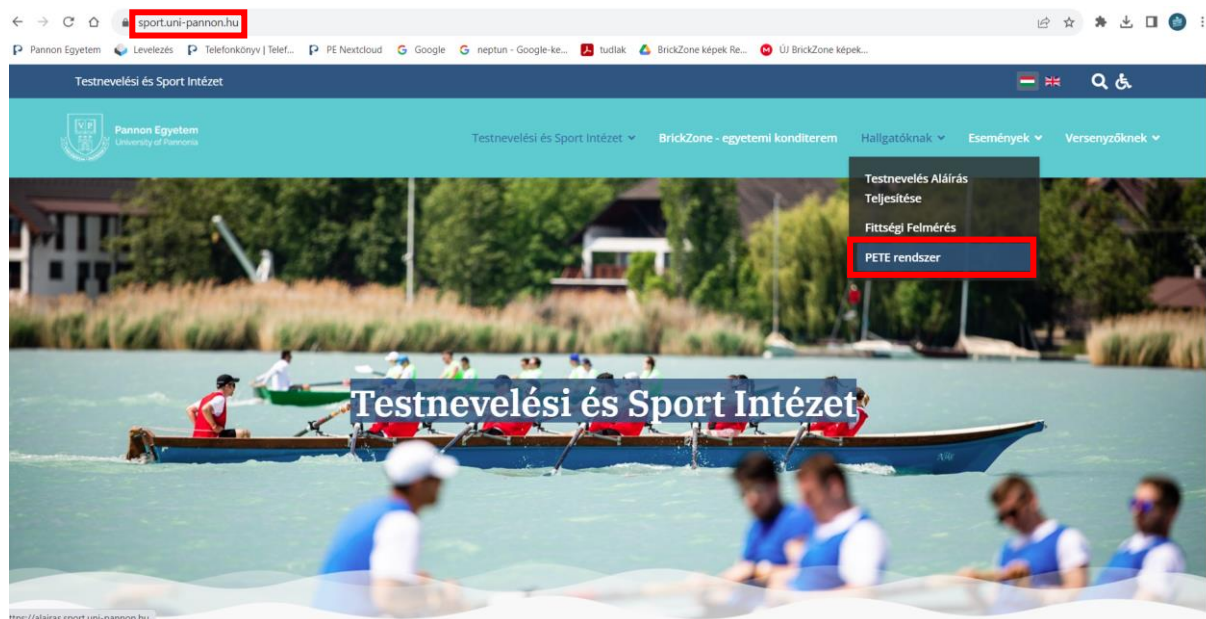 sport.uni-pannon.hu
Pannon Egyetem Levelezés Telefonkönyv | Telef... PE Nextcloud Google neptun - Google-ke... tudlak BrickZone képek Re... ÚJ BrickZone képek...
Testnevelési és Sport Intézet
VP
Pannon Egyetem
University of Pannonia
Testnevelési és Sport Intézet BrickZone - egyetemi konditerem Hallgatóknak Események Versenyzőknek
Testnevelés Aláírás
Teljesítése
Fittségi Felmérés
PETE rendszer
Testnevelési és Sport Intézet
https://alairas.sport.uni-pannon.hu